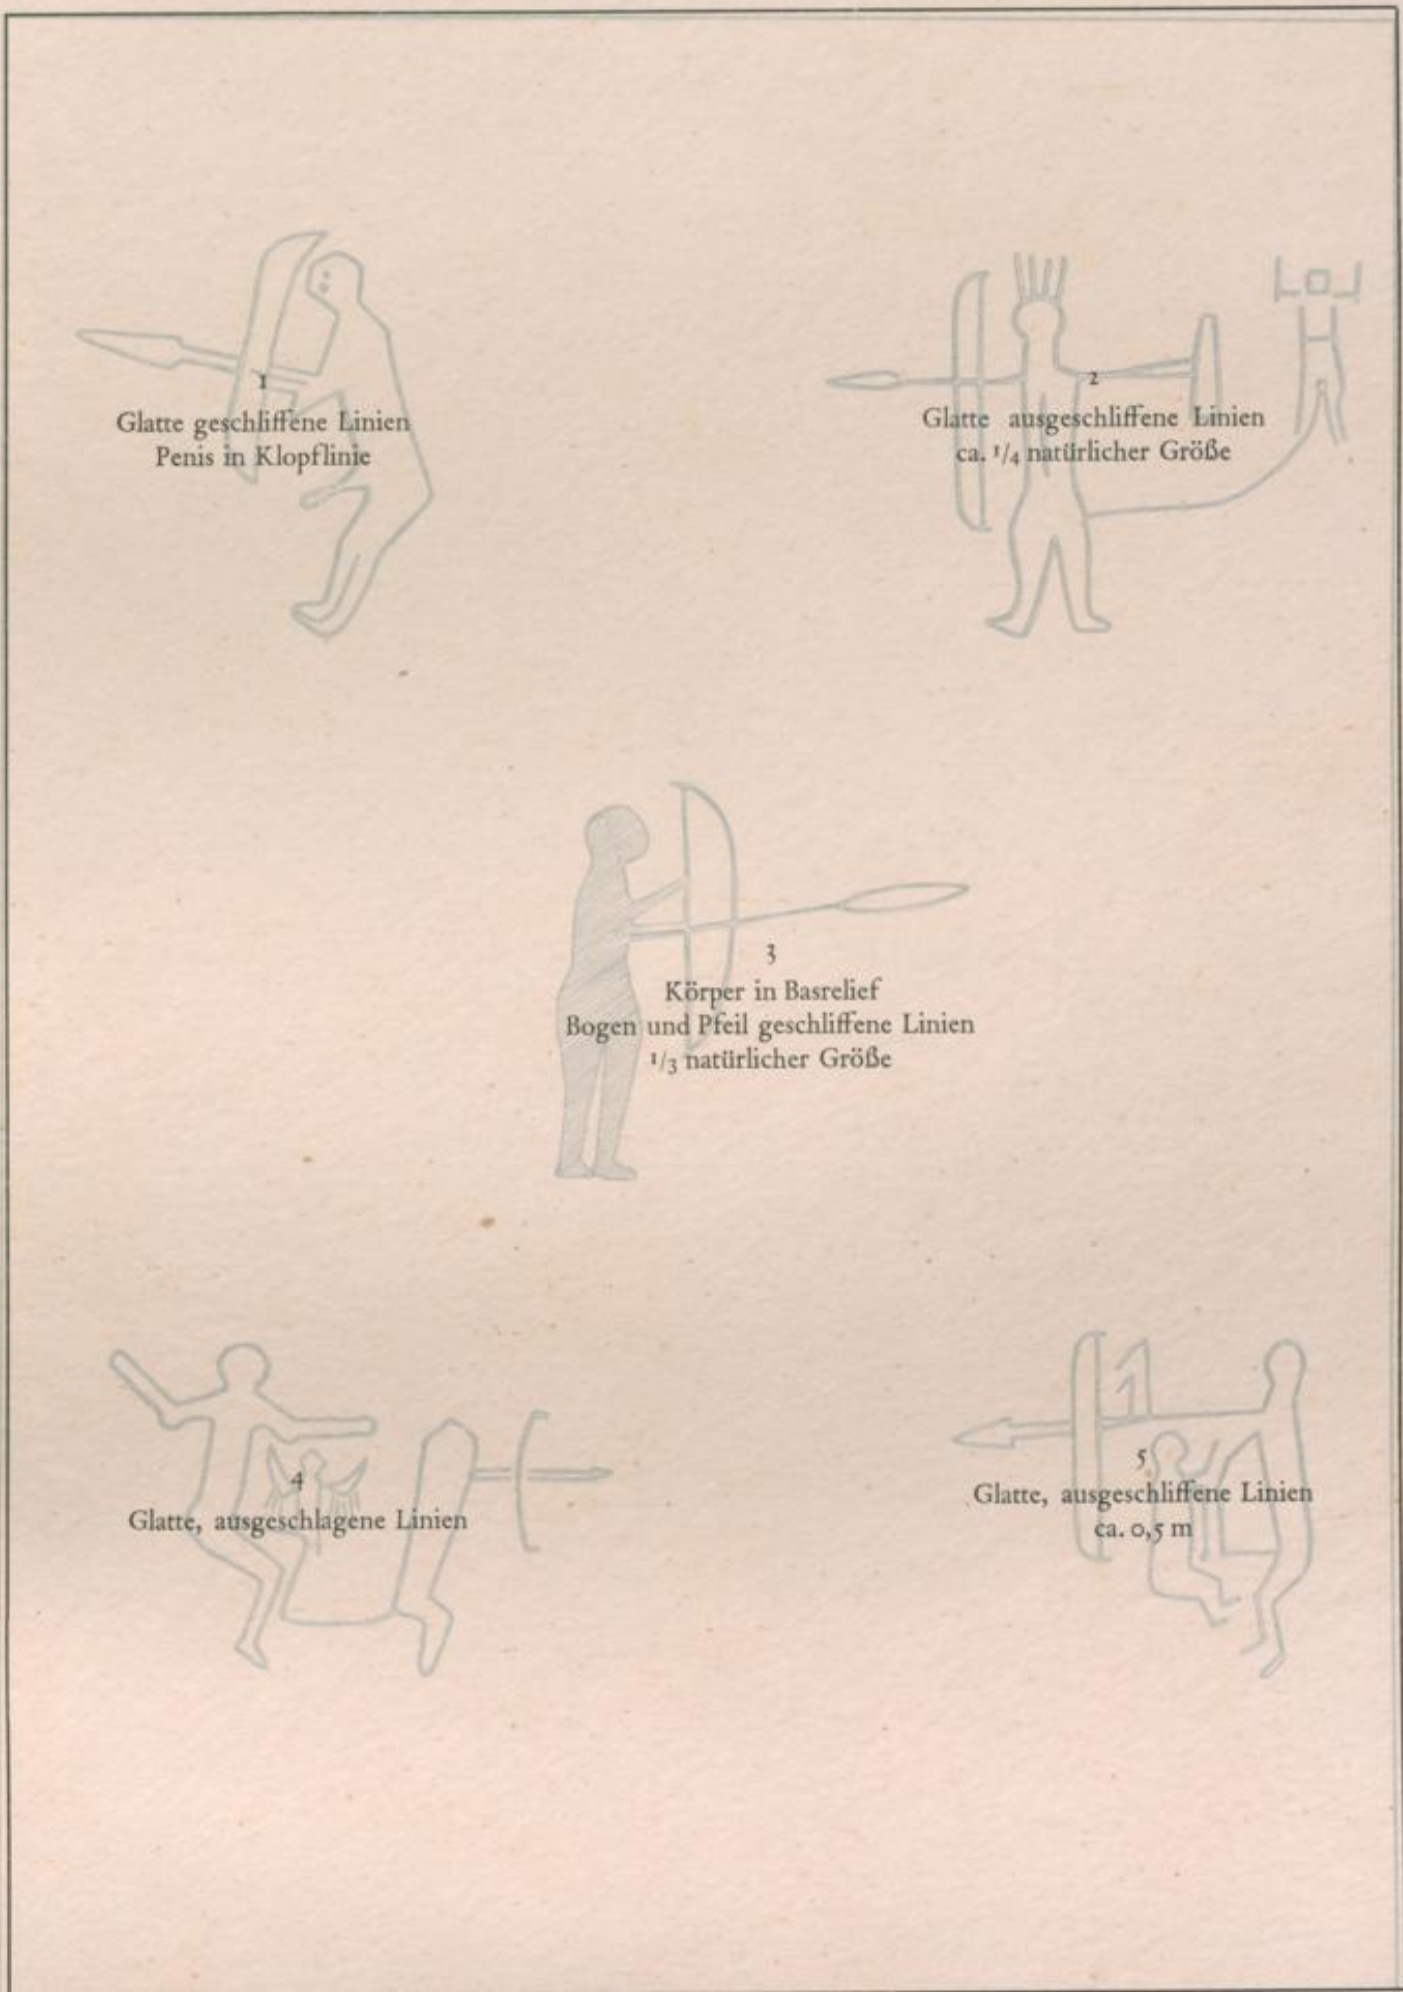 1
Glatte geschliffene Linien
Penis in Klopflinie
2
Glatte ausgeschliffene Linien
ca. 1/4 natürlicher Größe
3
Körper in Basrelief
Bogen und Pfeil geschliffene Linien
1/3 natürlicher Größe
4
Glatte, ausgeschlagene Linien
5
Glatte, ausgeschliffene Linien
ca. 0,5 m